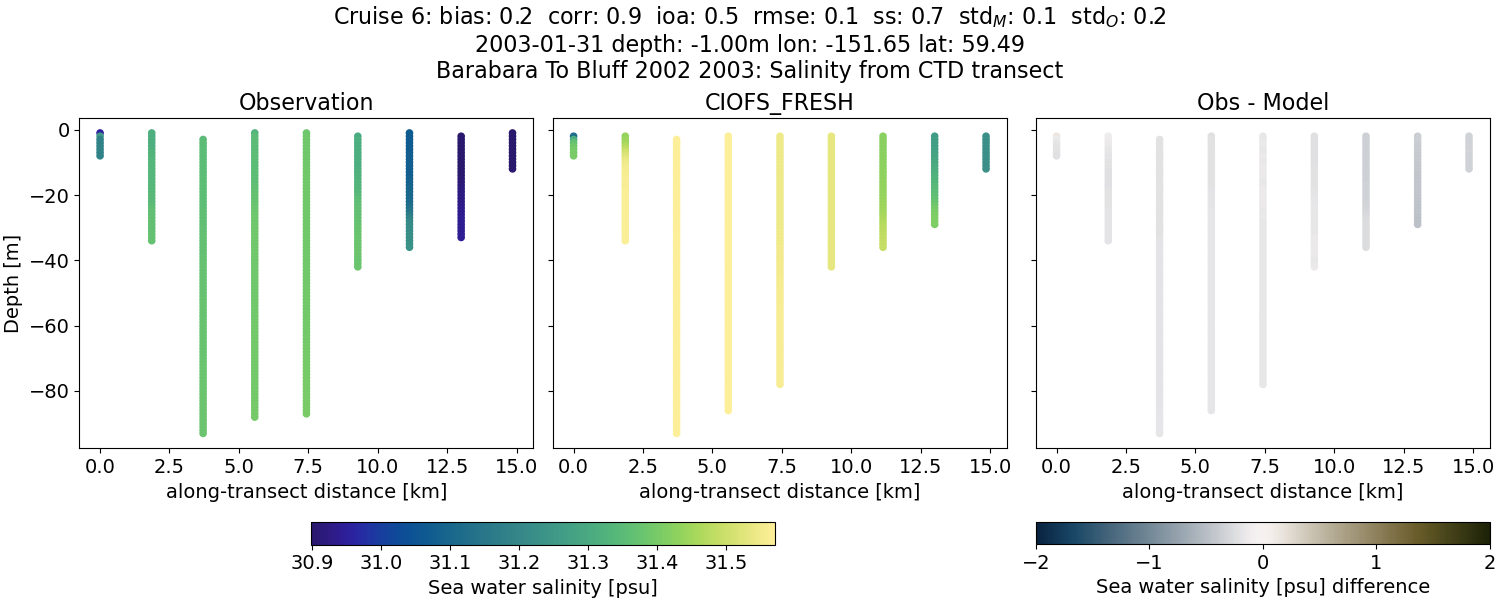 Cruise 6: bias: 0.2 corr: 0.9 ioa: 0.5 rmse: 0.1 ss: 0.7 std_M: 0.1 std_O: 0.2
2003-01-31 depth: -1.00m lon: -151.65 lat: 59.49
Barabara To Bluff 2002 2003: Salinity from CTD transect
Observation
CIOFS_FRESH
Obs - Model
Depth [m]
0
−20
−40
−60
−80
0.0 2.5 5.0 7.5 10.0 12.5 15.0
0.0 2.5 5.0 7.5 10.0 12.5 15.0
0.0 2.5 5.0 7.5 10.0 12.5 15.0
along-transect distance [km]
along-transect distance [km]
along-transect distance [km]
30.9 31.0 31.1 31.2 31.3 31.4 31.5
Sea water salinity [psu]
−2 −1 0 1 2
Sea water salinity [psu] difference